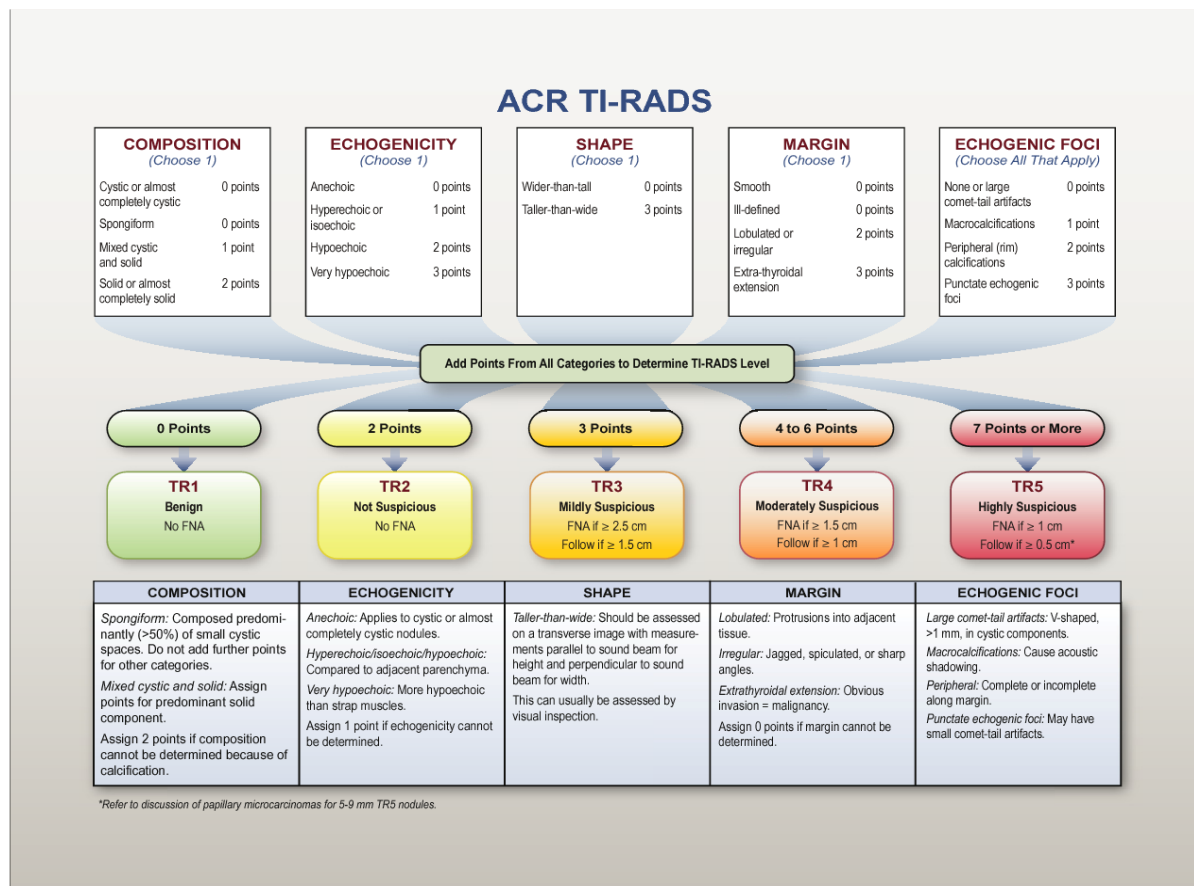 ACR TI-RADS
COMPOSITION
(Choose 1)
Cystic or almost completely cystic 0 points
Spongiform 0 points
Mixed cystic and solid 1 point
Solid or almost completely solid 2 points
ECHOGENICITY
(Choose 1)
Anechoic 0 points
Hyperechoic or isoechoic 1 point
Hypoechoic 2 points
Very hypoechoic 3 points
SHAPE
(Choose 1)
Wider-than-tall 0 points
Taller-than-wide 3 points
MARGIN
(Choose 1)
Smooth 0 points
Ill-defined 0 points
Lobulated or irregular 2 points
Extra-thyroidal extension 3 points
ECHOGENIC FOCI
(Choose All That Apply)
None or large comet-tail artifacts 0 points
Macrocalcifications 1 point
Peripheral (rim) calcifications 2 points
Punctate echogenic foci 3 points
Add Points From All Categories to Determine TI-RADS Level
0 Points
2 Points
3 Points
4 to 6 Points
7 Points or More
TR1
Benign
No FNA
TR2
Not Suspicious
No FNA
TR3
Mildly Suspicious
FNA if ≥ 2.5 cm
Follow if ≥ 1.5 cm
TR4
Moderately Suspicious
FNA if ≥ 1.5 cm
Follow if ≥ 1 cm
TR5
Highly Suspicious
FNA if ≥ 1 cm
Follow if ≥ 0.5 cm*
COMPOSITION
Spongiform: Composed predomi-
nantly (>50%) of small cystic
spaces. Do not add further points
for other categories.
Mixed cystic and solid: Assign
points for predominant solid
component.
Assign 2 points if composition
cannot be determined because of
calcification.
ECHOGENICITY
Anechoic: Applies to cystic or almost
completely cystic nodules.
Hyperechoic/isoechoic/hypoechoic:
Compared to adjacent parenchyma.
Very hypoechoic: More hypoechoic
than strap muscles.
Assign 1 point if echogenicity cannot
be determined.
SHAPE
Taller-than-wide: Should be assessed
on a transverse image with measure-
ments parallel to sound beam for
height and perpendicular to sound
beam for width.
This can usually be assessed by
visual inspection.
MARGIN
Lobulated: Protrusions into adjacent
tissue.
Irregular: Jagged, spiculated, or sharp
angles.
Extrathyroidal extension: Obvious
invasion = malignancy.
Assign 0 points if margin cannot be
determined.
ECHOGENIC FOCI
Large comet-tail artifacts: V-shaped,
>1 mm, in cystic components.
Macrocalcifications: Cause acoustic
shadowing.
Peripheral: Complete or incomplete
along margin.
Punctate echogenic foci: May have
small comet-tail artifacts.
*Refer to discussion of papillary microcarcinomas for 5-9 mm TR5 nodules.